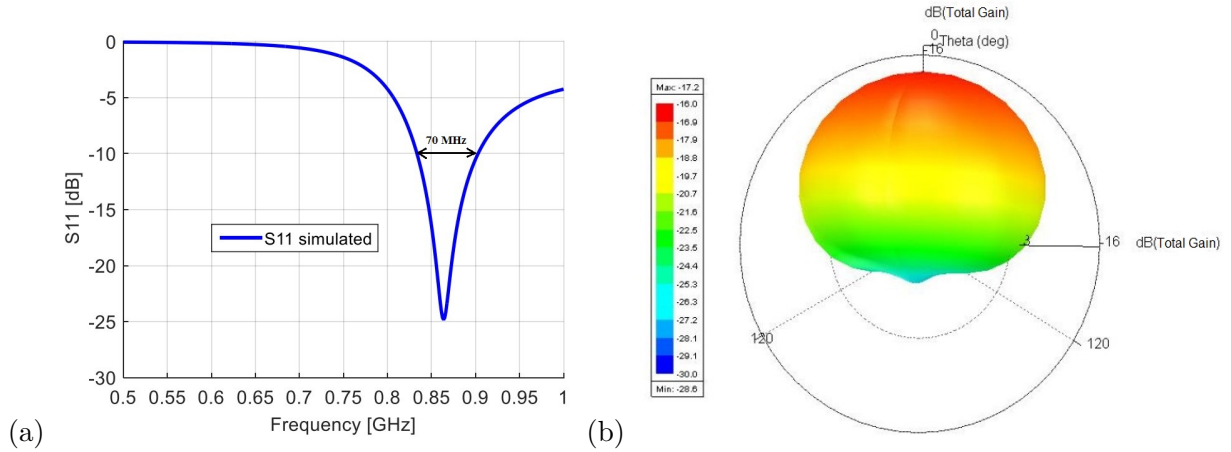 0
-5
-10
-15
-20
-25
-30
S11 [dB]
70 MHz
S11 simulated
0.5 0.55 0.6 0.65 0.7 0.75 0.8 0.85 0.9 0.95 1
Frequency [GHz]
(a)
dB(Total Gain)
0
Theta (deg)
-16
Max: -17.2
-16.0
-16.9
-17.8
-18.8
-19.7
-20.7
-21.6
-22.5
-23.5
-24.4
-25.3
-26.3
-27.2
-28.1
-29.1
-30.0
Min: -28.6
3
-16
dB(Total Gain)
120
120
(b)